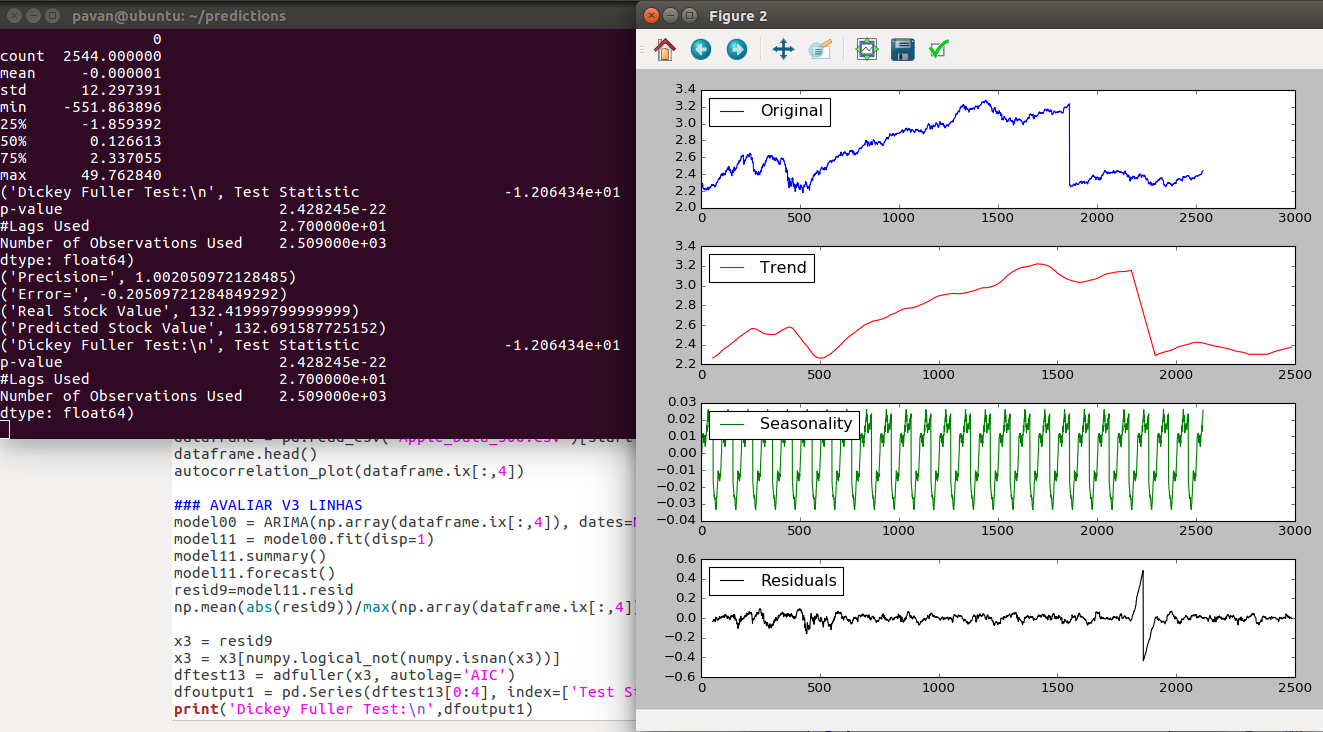 pavan@ubuntu: ~/predictions
0
count  2544.000000
mean     -0.000001
std      12.297391
min    -551.863896
25%      -1.859392
50%       0.126613
75%       2.337055
max      49.762840
('Dickey Fuller Test:\n', Test Statistic                -1.206434e+01
p-value                        2.428245e-22
#Lags Used                     2.700000e+01
Number of Observations Used    2.509000e+03
dtype: float64)
('Precision=', 1.002050972128485)
('Error=', -0.20509721284849292)
('Real Stock Value', 132.41999799999999)
('Predicted Stock Value', 132.691587725152)
('Dickey Fuller Test:\n', Test Statistic                -1.206434e+01
p-value                        2.428245e-22
#Lags Used                     2.700000e+01
Number of Observations Used    2.509000e+03
dtype: float64)
dataframe = pd.read_csv('Apple_Data_300.csv')[start
dataframe.head()
autocorrelation_plot(dataframe.ix[:,4])
### AVALIAR V3 LINHAS
model00 = ARIMA(np.array(dataframe.ix[:,4]), dates=
model11 = model00.fit(disp=1)
model11.summary()
model11.forecast()
resid9=model11.resid
np.mean(abs(resid9))/max(np.array(dataframe.ix[:,4]
x3 = resid9
x3 = x3[numpy.logical_not(numpy.isnan(x3))]
dftest13 = adfuller(x3, autolag='AIC')
dfoutput1 = pd.Series(dftest13[0:4], index=['Test S
print('Dickey Fuller Test:\n',dfoutput1)
Figure 2
3.4
3.2
3.0
2.8
2.6
2.4
2.2
2.0
Original
0 500 1000 1500 2000 2500 3000
3.4
3.2
3.0
2.8
2.6
2.4
2.2
Trend
0 500 1000 1500 2000 2500
0.03
0.02
0.01
0.00
−0.01
−0.02
−0.03
−0.04
Seasonality
0 500 1000 1500 2000 2500 3000
0.6
0.4
0.2
0.0
−0.2
−0.4
−0.6
Residuals
0 500 1000 1500 2000 2500